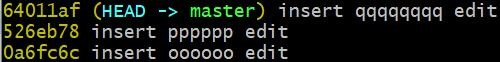 64011af (HEAD -> master) insert qqqqqqqq edit
526eb78 insert pppppp edit
0a6fc6c insert oooooo edit